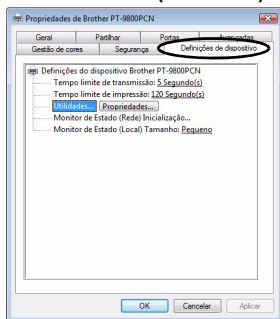 Propriedades de Brother PT-9800PCN
Geral Partilhar Portas Avançadas
Gestão de cores Segurança Definições de dispositivo
Definições do dispositivo Brother PT-9800PCN
Tempo limite de transmissão: 5 Segundo(s)
Tempo limite de impressão: 120 Segundo(s)
Utilidades... Propriedades...
Monitor de Estado (Rede) Inicialização...
Monitor de Estado (Local) Tamanho: Pequeno
OK Cancelar Aplicar